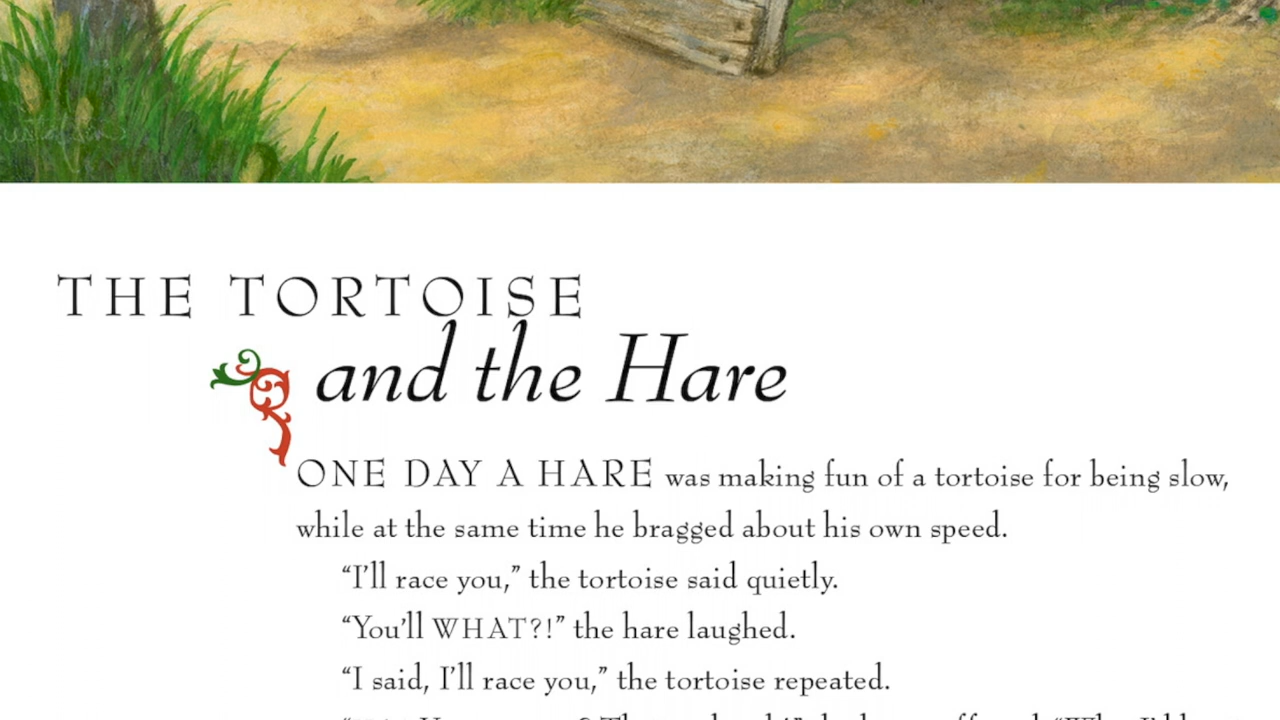 THE TORTOISE
and the Hare
ONE DAY A HARE was making fun of a tortoise for being slow,
while at the same time he bragged about his own speed.
“I’ll race you,” the tortoise said quietly.
“You’ll WHAT?!” the hare laughed.
“I said, I’ll race you,” the tortoise repeated.